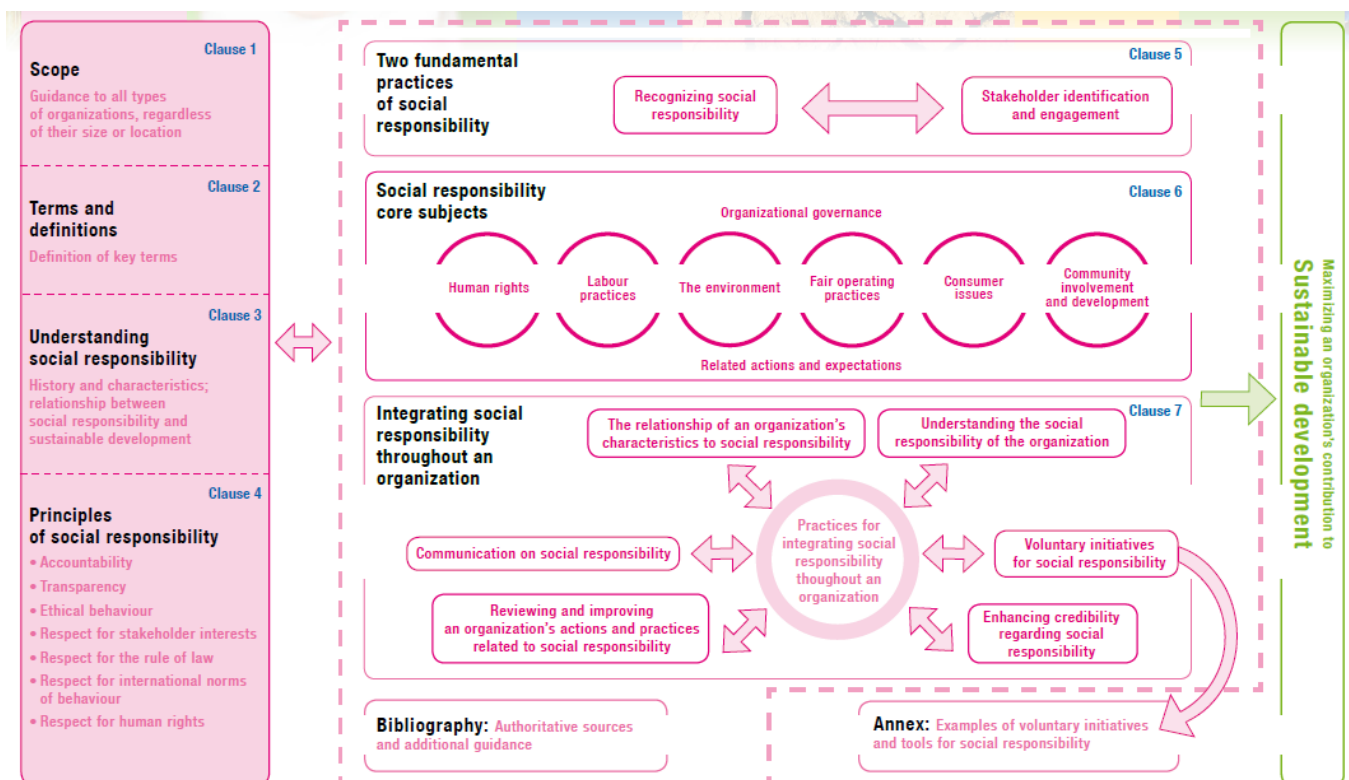 Clause 1
Scope
Guidance to all types
of organizations, regardless
of their size or location
Clause 2
Terms and
definitions
Definition of key terms
Clause 3
Understanding
social responsibility
History and characteristics;
relationship between
social responsibility and
sustainable development
Clause 4
Principles
of social responsibility
• Accountability
• Transparency
• Ethical behaviour
• Respect for stakeholder interests
• Respect for the rule of law
• Respect for international norms
of behaviour
• Respect for human rights
Two fundamental
practices
of social
responsibility
Clause 5
Recognizing social
responsibility
Stakeholder identification
and engagement
Social responsibility
core subjects
Clause 6
Organizational governance
Human rights
Labour
practices
The environment
Fair operating
practices
Consumer
issues
Community
involvement
and development
Related actions and expectations
Integrating social
responsibility
throughout an
organization
Clause 7
The relationship of an organization's
characteristics to social responsibility
Understanding the social
responsibility of the organization
Practices for
integrating social
responsibility
thoughout an
organization
Communication on social responsibility
Voluntary initiatives
for social responsibility
Reviewing and improving
an organization's actions and practices
related to social responsibility
Enhancing credibility
regarding social
responsibility
Bibliography: Authoritative sources
and additional guidance
Annex: Examples of voluntary initiatives
and tools for social responsibility
Maximizing an organization's contribution to
Sustainable development